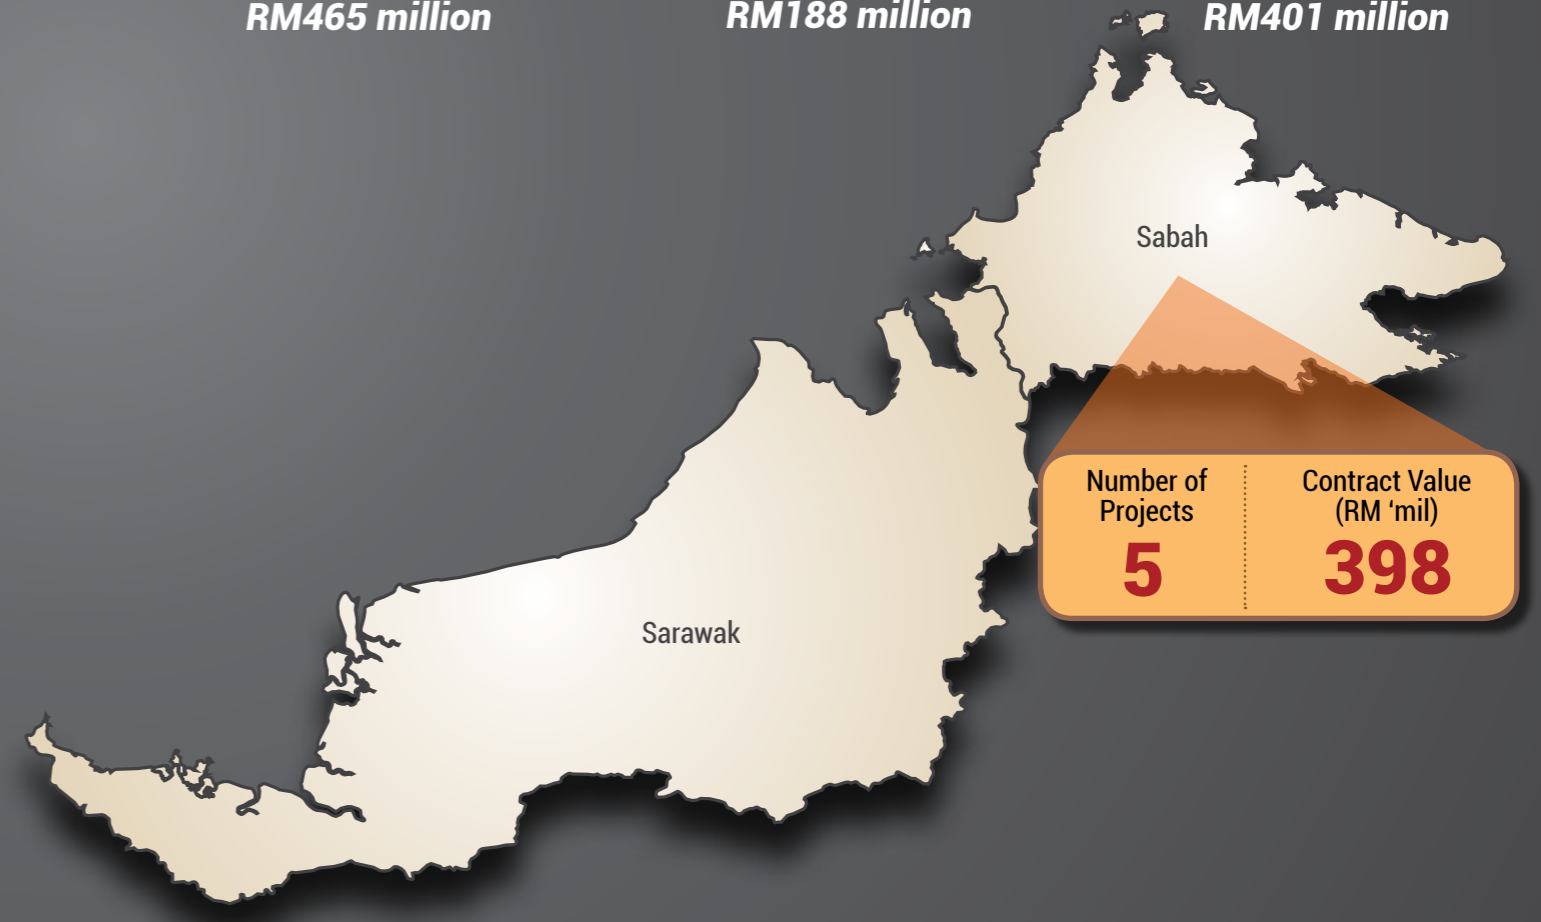 RM465 million
RM188 million
RM401 million
Sabah
Number of
Projects
5
Contract Value
(RM ‘mil)
398
Sarawak